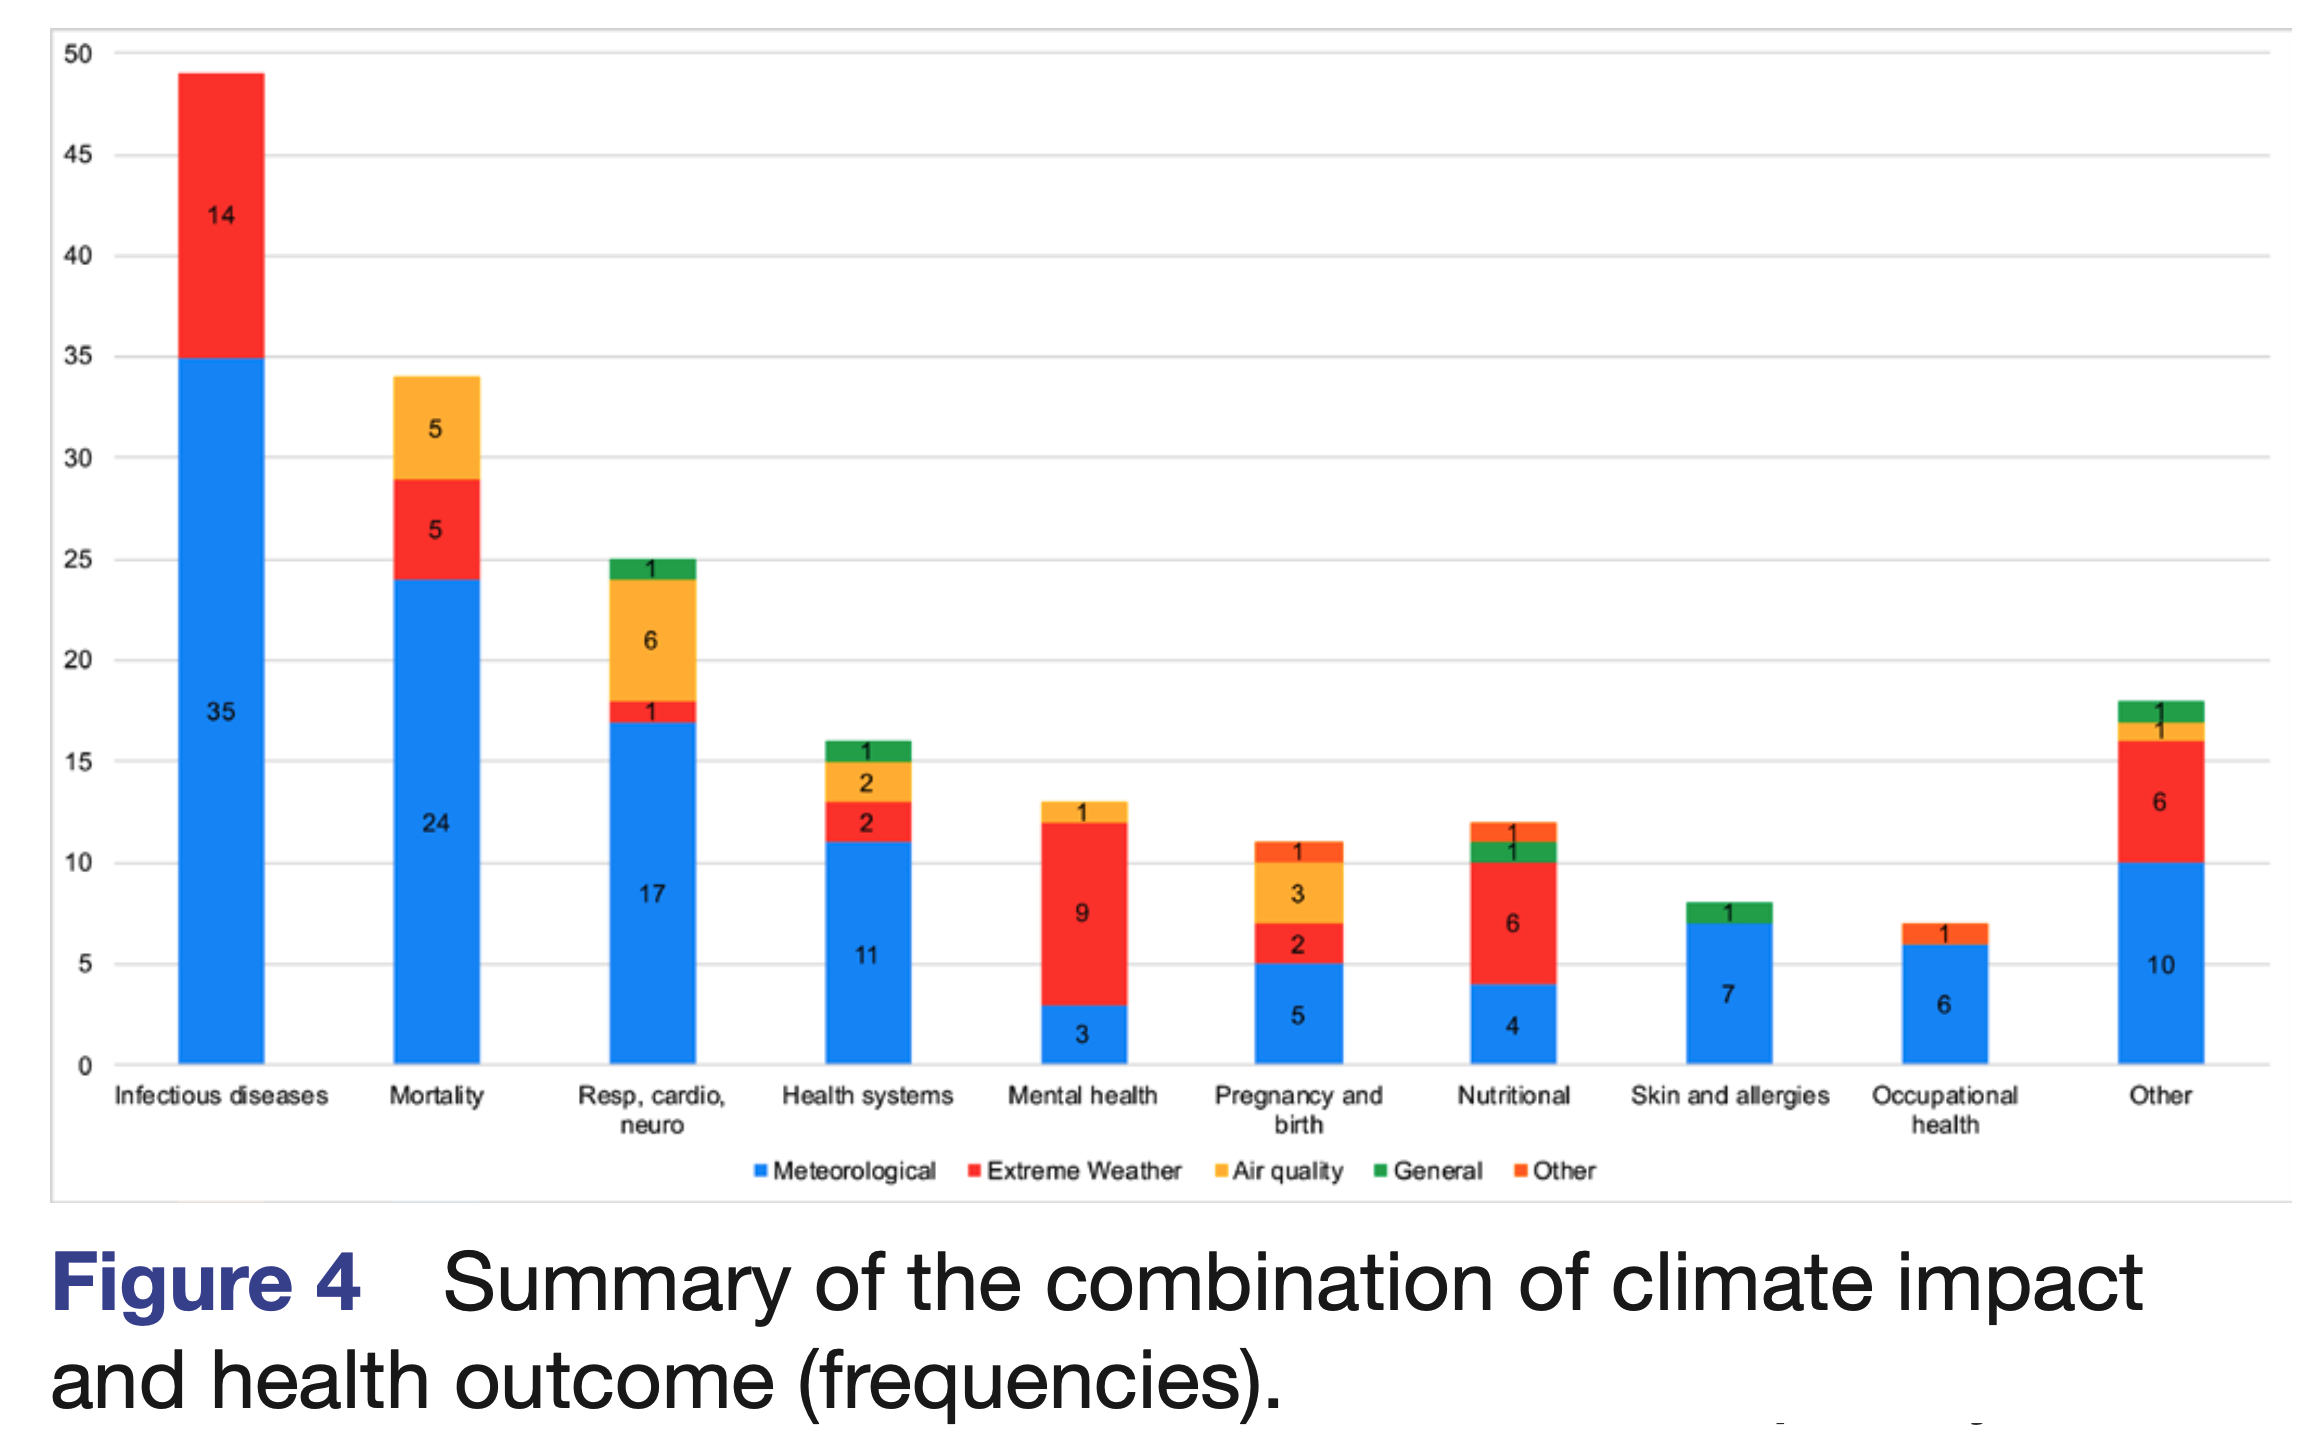 50
45
40
35
30
25
20
15
10
5
0
14
35
5
5
24
1
6
1
17
1
2
2
11
1
9
3
1
3
2
5
1
1
6
4
1
7
1
6
1
1
6
10
Infectious diseases
Mortality
Resp, cardio,
neuro
Health systems
Mental health
Pregnancy and
birth
Nutritional
Skin and allergies
Occupational
health
Other
Meteorological Extreme Weather Air quality General Other
Figure 4 Summary of the combination of climate impact
and health outcome (frequencies).